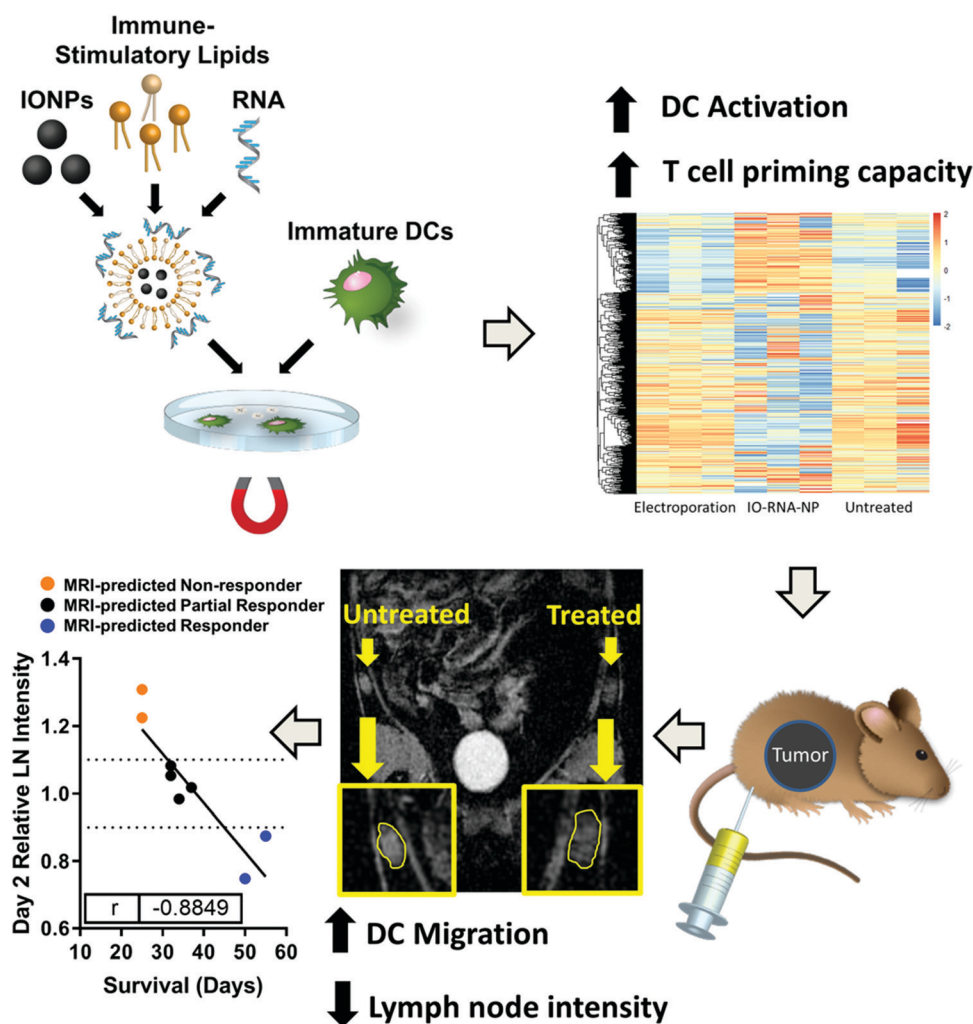 Immune-
Stimulatory Lipids
IONPs
RNA
Immature DCs
DC Activation
T cell priming capacity
2
1
0
-1
-2
Electroporation
IO-RNA-NP
Untreated
MRI-predicted Non-responder
MRI-predicted Partial Responder
MRI-predicted Responder
Day 2 Relative LN Intensity
1.4
1.2
1.0
0.8
0.6
r
-0.8849
10
20
30
40
50
60
Survival (Days)
Untreated
Treated
DC Migration
Lymph node intensity
Tumor